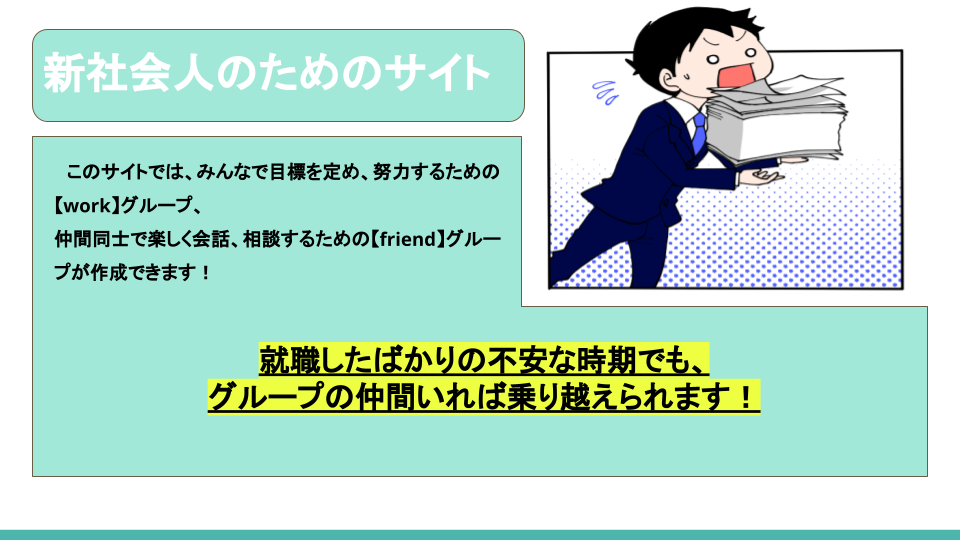 新社会人のためのサイト
このサイトでは、みんなで目標を定め、努力するための
【work】グループ、
仲間同士で楽しく会話、相談するための【friend】グルー
プが作成できます！
就職したばかりの不安な時期でも、
グループの仲間いれば乗り越えられます！